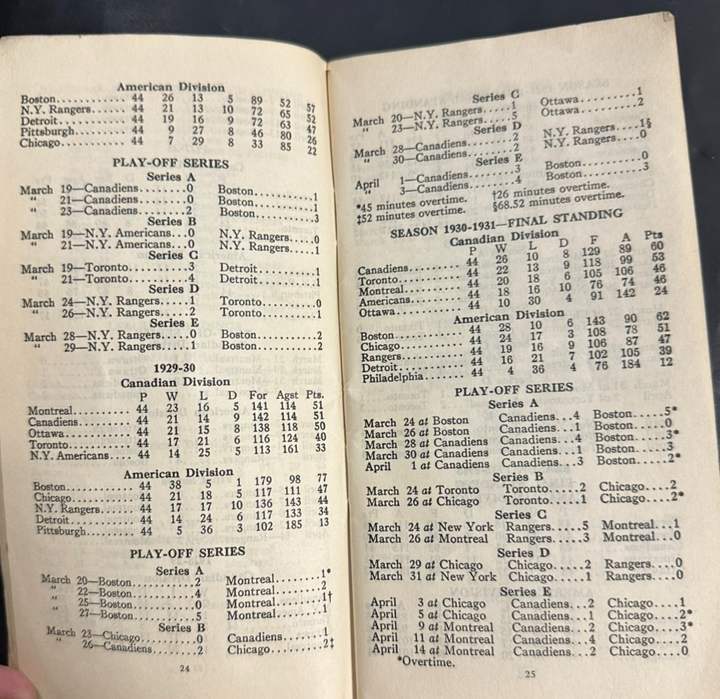 American Division
Boston............ 44 26 13 5 89 52 57
N.Y. Rangers...... 44 21 13 10 72 65 52
Detroit........... 44 19 16 9 72 63 47
Pittsburgh........ 44 9 27 8 46 80 26
Chicago........... 44 7 29 8 33 85 22
PLAY-OFF SERIES
Series A
March 19—Canadiens........0 Boston..........1
" 21—Canadiens........0 Boston..........1
" 23—Canadiens........2 Boston..........3
Series B
March 19—N.Y. Americans...0 N.Y. Rangers....0
" 21—N.Y. Americans...0 N.Y. Rangers....1
Series C
March 19—Toronto..........3 Detroit.........1
" 21—Toronto..........4 Detroit.........1
Series D
March 24—N.Y. Rangers.....1 Toronto.........0
" 26—N.Y. Rangers.....2 Toronto.........1
Series E
March 28—N.Y. Rangers.....0 Boston..........2
" 29—N.Y. Rangers.....1 Boston..........2
1929-30
Canadian Division
P W L D For Agst Pts.
Montreal.......... 44 23 16 5 141 114 51
Canadiens......... 44 21 14 9 142 114 51
Ottawa............ 44 21 15 8 138 118 50
Toronto........... 44 17 21 6 116 124 40
N.Y. Americans.... 44 14 25 5 113 161 33
American Division
Boston............ 44 38 5 1 179 98 77
Chicago........... 44 21 18 5 117 111 47
N.Y. Rangers...... 44 17 17 10 136 143 44
Detroit........... 44 14 24 6 117 133 34
Pittsburgh........ 44 5 36 3 102 185 13
PLAY-OFF SERIES
Series A
March 20—Boston...........2 Montreal........1*
" 22—Boston...........4 Montreal........2
" 25—Boston...........0 Montreal........1†
" 27—Boston...........5 Montreal........1
Series B
March 23—Chicago..........0 Canadiens.......1
" 26—Canadiens........2 Chicago.........2‡
24
Series C
March 20—N.Y. Rangers.....1 Ottawa..........1
" 23—N.Y. Rangers.....5 Ottawa..........2
Series D
March 28—Canadiens........2 N.Y. Rangers....1§
" 30—Canadiens........2 N.Y. Rangers....0
Series E
April 1—Canadiens........3 Boston..........0
" 3—Canadiens........4 Boston..........3
*45 minutes overtime. †26 minutes overtime.
‡52 minutes overtime. §68.52 minutes overtime.
SEASON 1930-1931—FINAL STANDING
Canadian Division
P W L D F A Pts
Canadiens......... 44 26 10 8 129 89 60
Toronto........... 44 22 13 9 118 99 53
Montreal.......... 44 20 18 6 105 106 46
Americans......... 44 18 16 10 76 74 46
Ottawa............ 44 10 30 4 91 142 24
American Division
Boston............ 44 28 10 6 143 90 62
Chicago........... 44 24 17 3 108 78 51
Rangers........... 44 19 16 9 106 87 47
Detroit........... 44 16 21 7 102 105 39
Philadelphia...... 44 4 36 4 76 184 12
PLAY-OFF SERIES
Series A
March 24 at Boston Canadiens...4 Boston.....5*
March 26 at Boston Canadiens...1 Boston.....0
March 28 at Canadiens Canadiens...4 Boston.....3*
March 30 at Canadiens Canadiens...1 Boston.....3
April 1 at Canadiens Canadiens...3 Boston.....2*
Series B
March 24 at Toronto Toronto.....2 Chicago....2
March 26 at Chicago Toronto.....1 Chicago....2*
Series C
March 24 at New York Rangers.....5 Montreal...1
March 26 at Montreal Rangers.....3 Montreal...0
Series D
March 29 at Chicago Chicago.....2 Rangers....0
March 31 at New York Chicago.....1 Rangers....0
Series E
April 3 at Chicago Canadiens...2 Chicago....1
April 5 at Chicago Canadiens...1 Chicago....2*
April 9 at Montreal Canadiens...2 Chicago....3*
April 11 at Montreal Canadiens...4 Chicago....2
April 14 at Montreal Canadiens...2 Chicago....0
*Overtime.
25